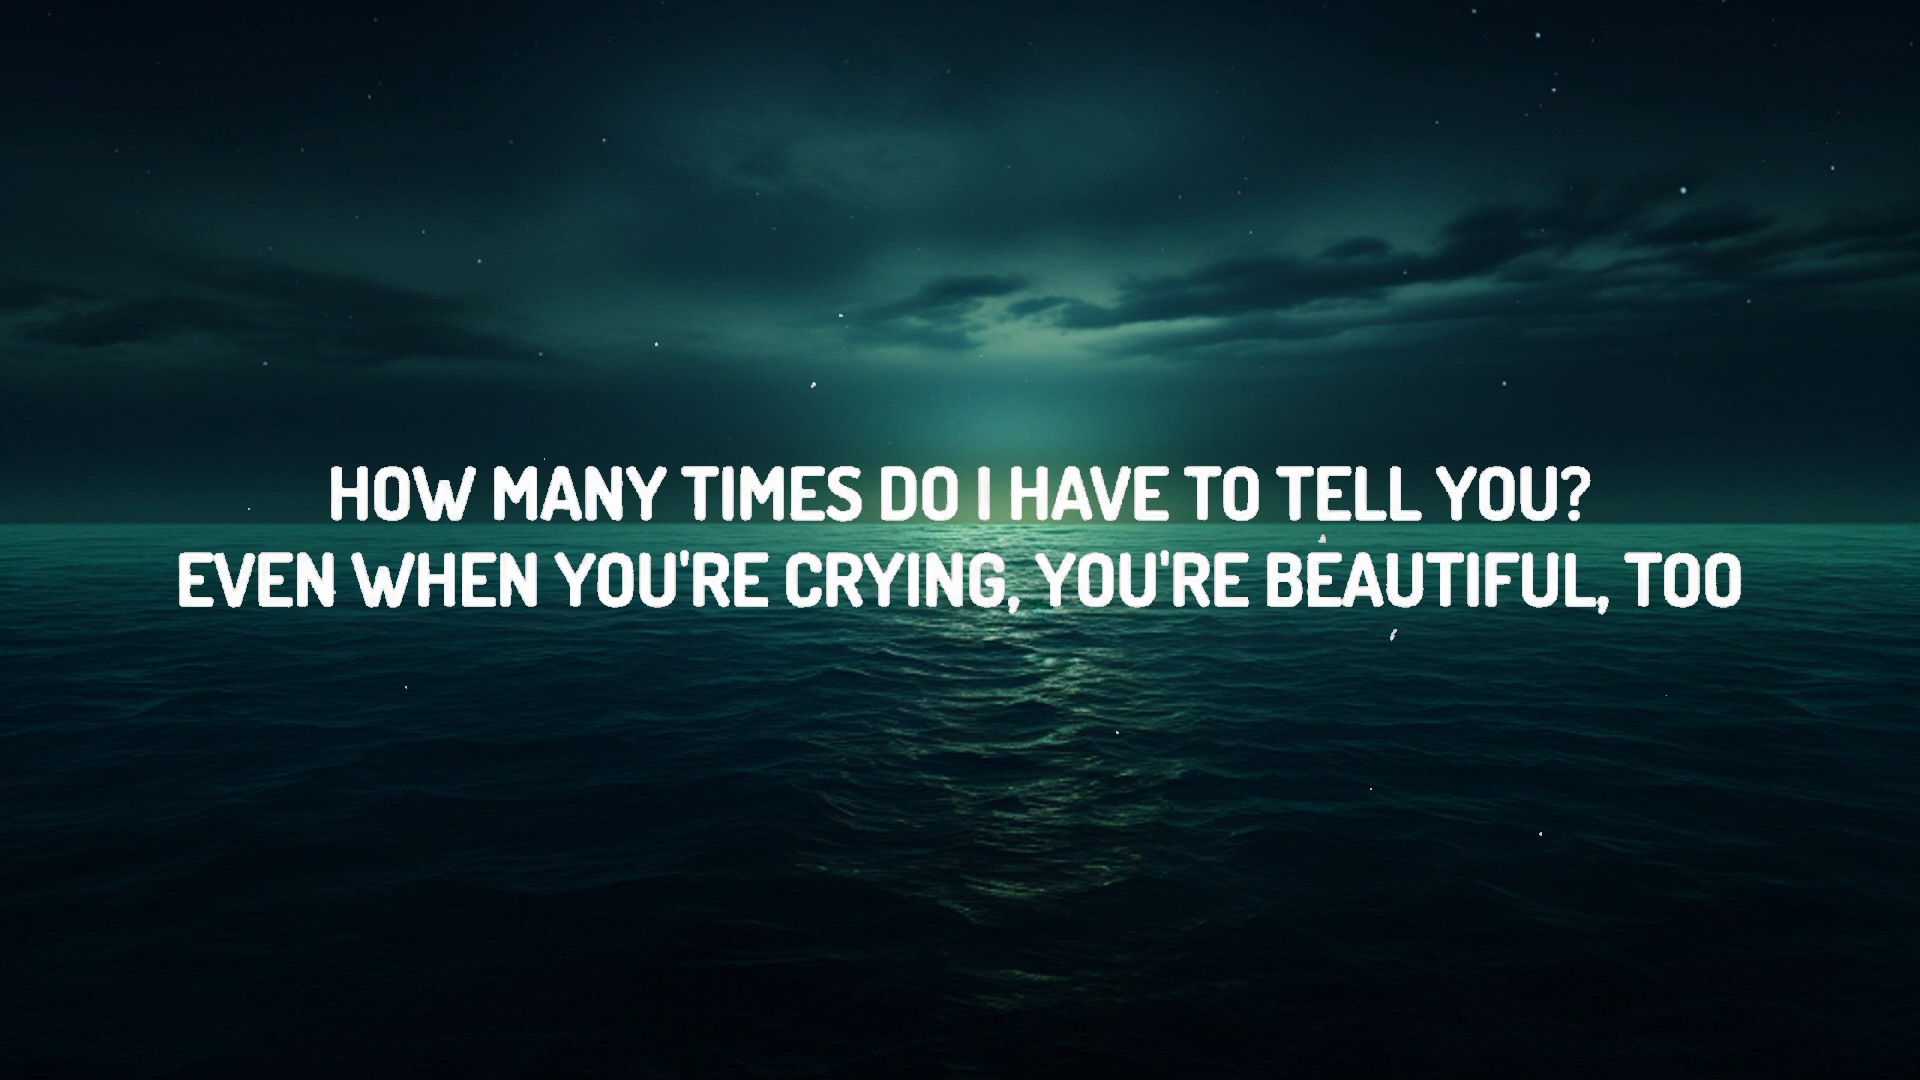 HOW MANY TIMES DO I HAVE TO TELL YOU?
EVEN WHEN YOU'RE CRYING, YOU'RE BEAUTIFUL, TOO